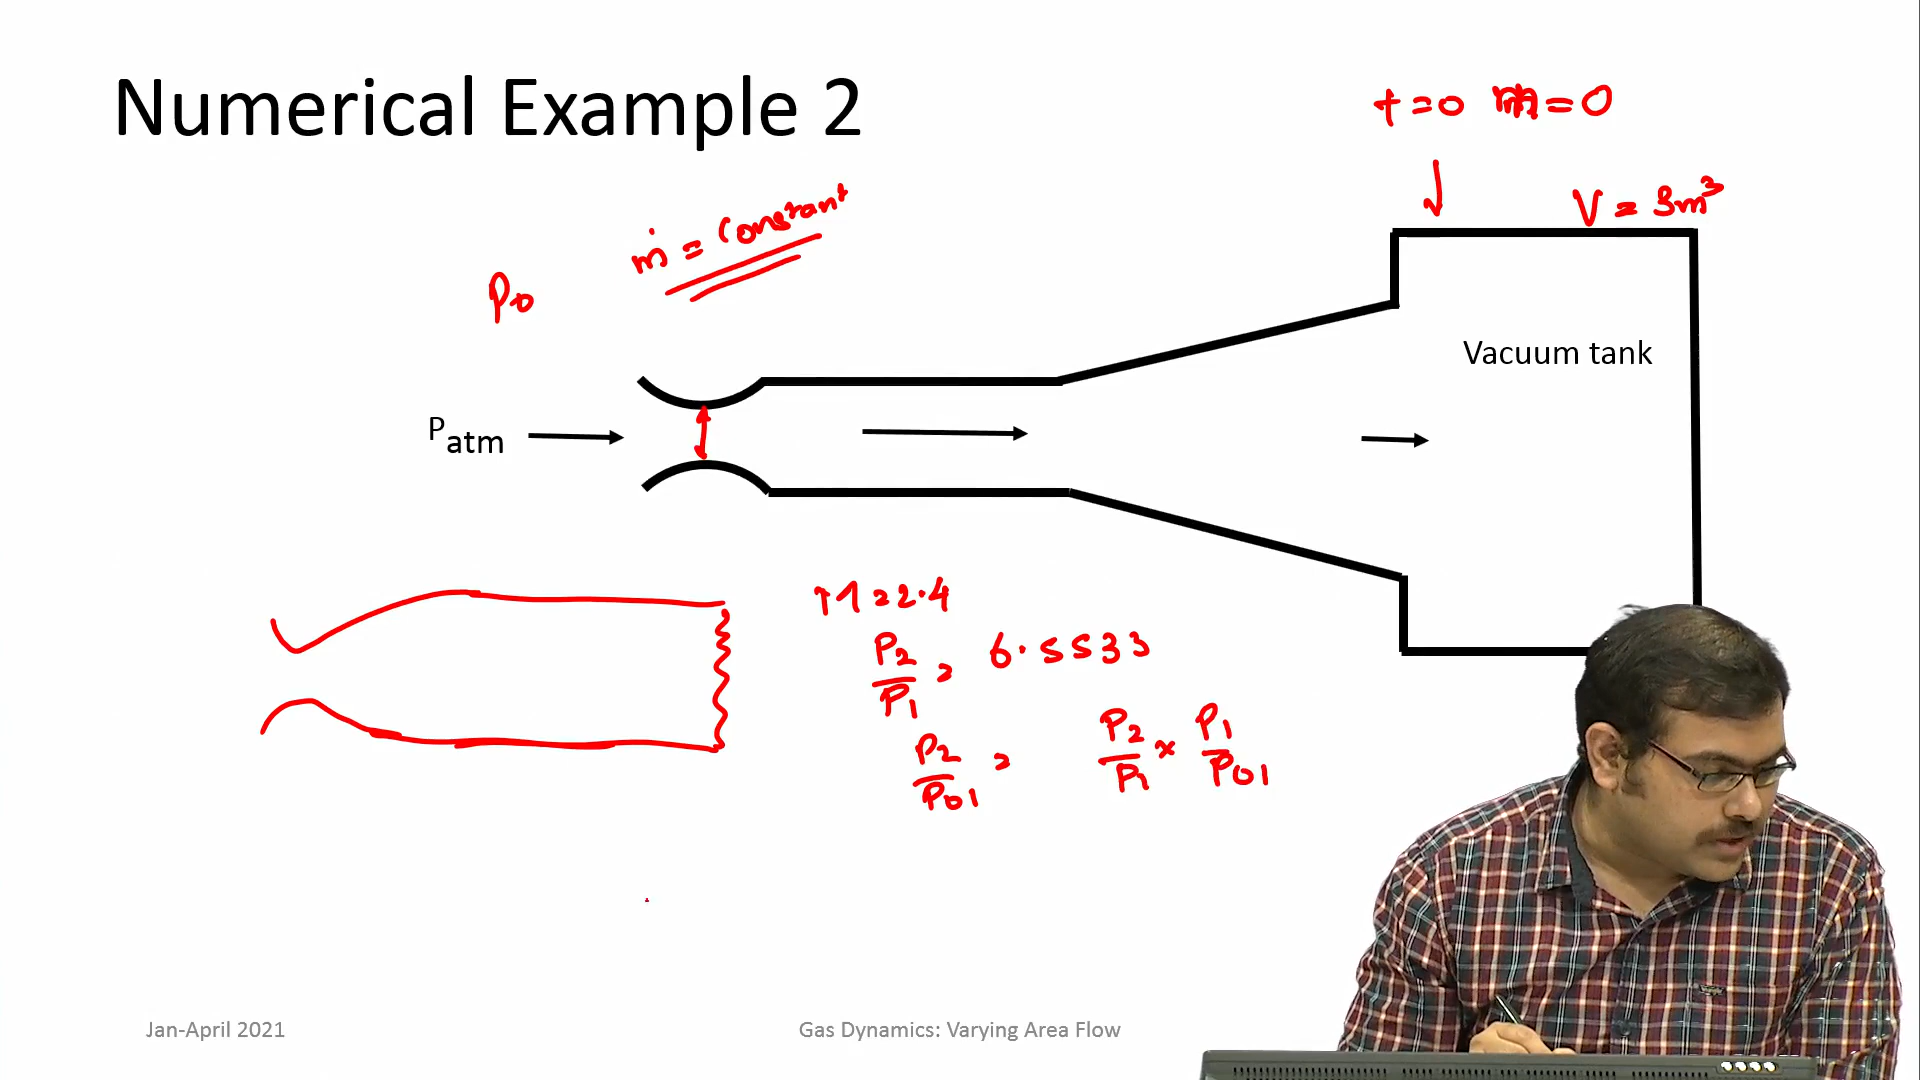 Numerical Example 2
t=0 m=0
V = 3m³
ṁ = Constant
P₀
Vacuum tank
Patm
M=2.4
P₂/P₁ = 6.5533
P₂/P₀₁ = P₂/P₁ × P₁/P₀₁
Jan-April 2021
Gas Dynamics: Varying Area Flow